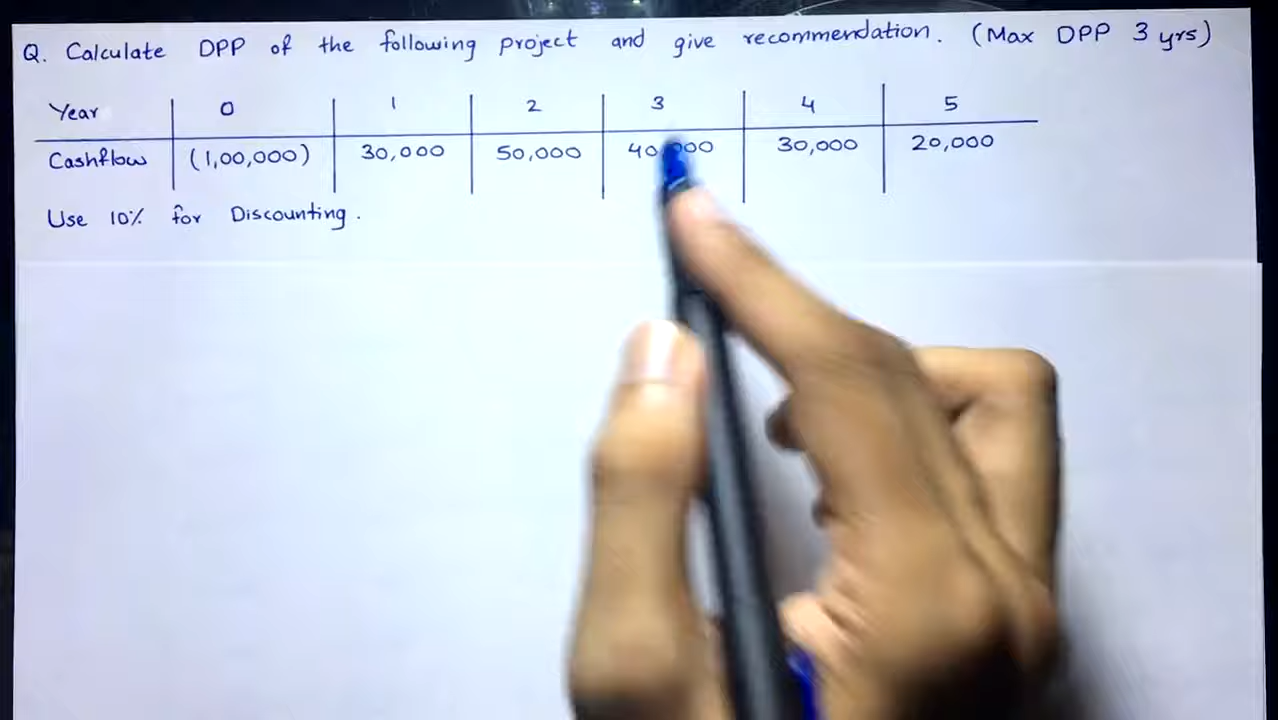 Q. Calculate DPP of the following project and give recommendation. (Max DPP 3 yrs)
Year 0 1 2 3 4 5
Cashflow (1,00,000) 30,000 50,000 30,000 20,000
Use 10% for Discounting.